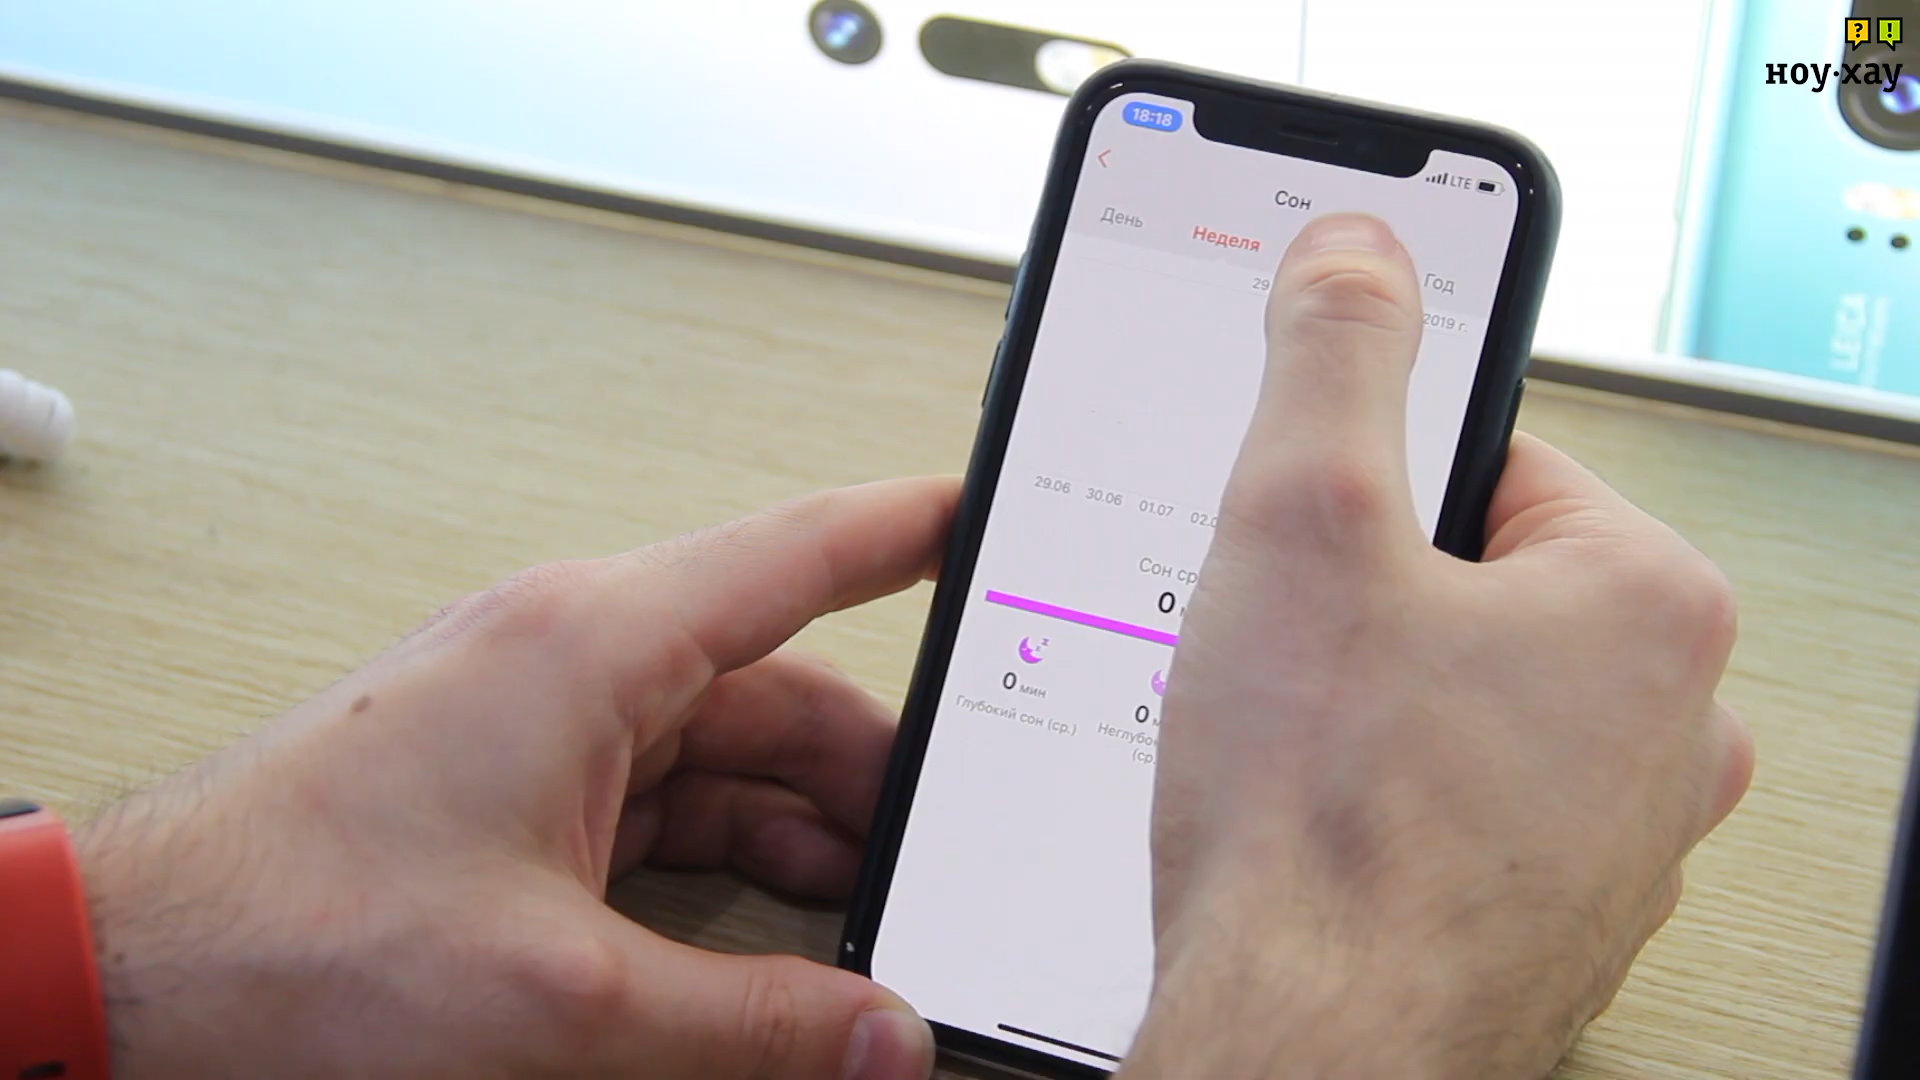 ? !
ноу·хау
18:18
LTE
Сон
День Неделя Год
29
2019 г.
LEICA
29.06 30.06 01.07 02.0
Сон ср
0
0 мин
0 м
Глубокий сон (ср.)
Неглубо
(ср.